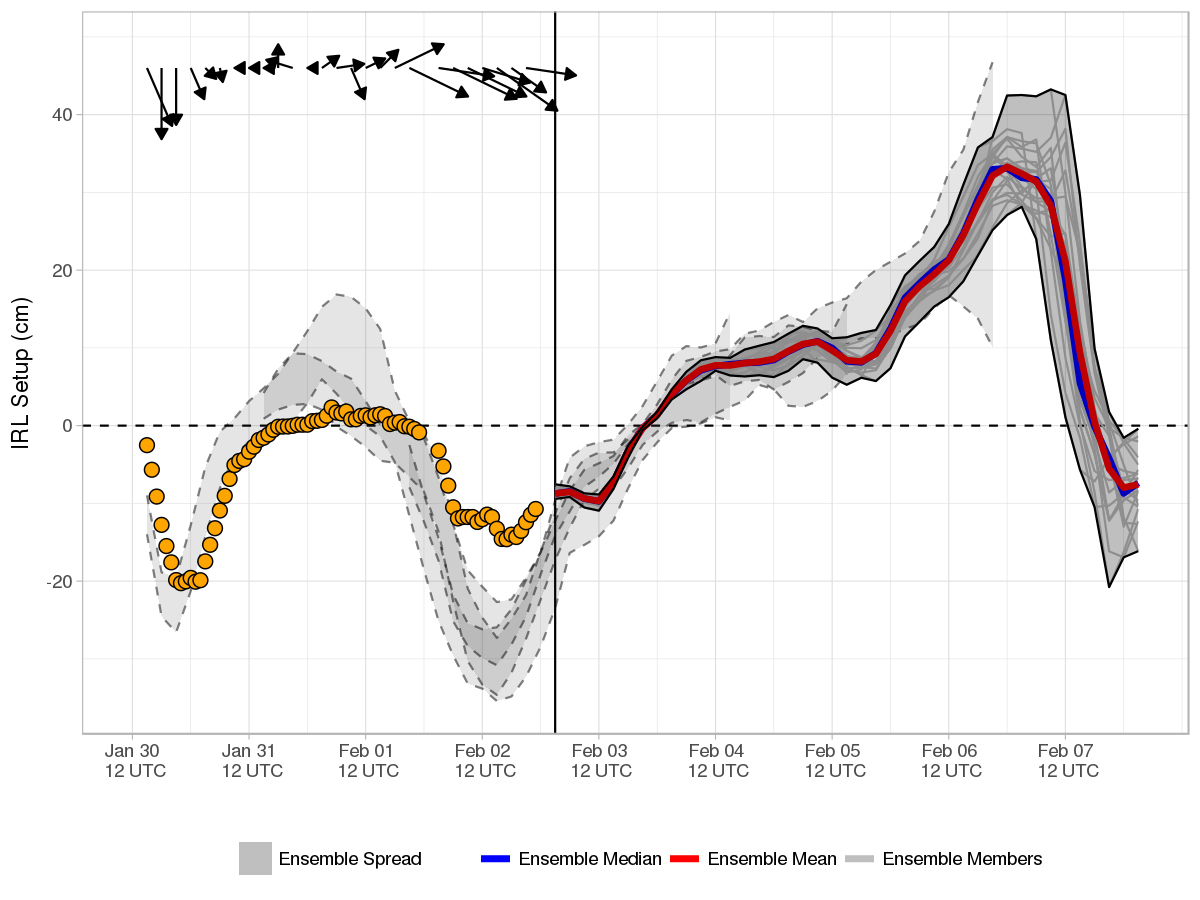 IRL Setup (cm)
40
20
0
-20
Jan 30 Jan 31 Feb 01 Feb 02 Feb 03 Feb 04 Feb 05 Feb 06 Feb 07
12 UTC 12 UTC 12 UTC 12 UTC 12 UTC 12 UTC 12 UTC 12 UTC 12 UTC
Ensemble Spread Ensemble Median Ensemble Mean Ensemble Members